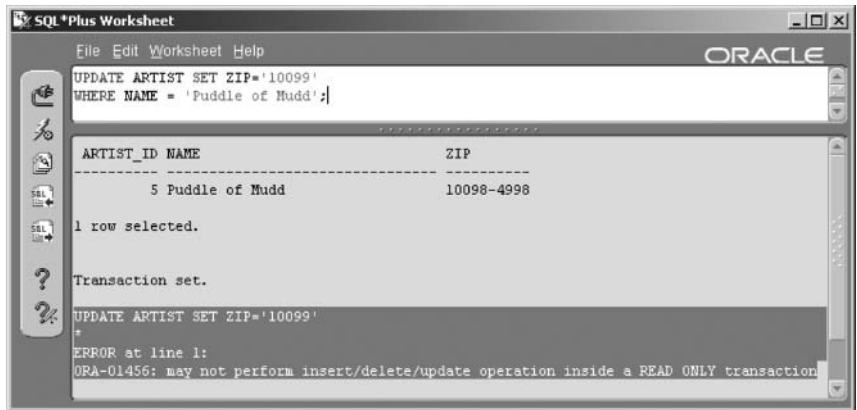 SQL*Plus Worksheet
File Edit Worksheet Help
ORACLE
UPDATE ARTIST SET ZIP='10099'
WHERE NAME = 'Puddle of Mudd';
ARTIST_ID NAME ZIP
---------- -------------------------------- ----------
5 Puddle of Mudd 10098-4998
1 row selected.
Transaction set.
UPDATE ARTIST SET ZIP='10099'
*
ERROR at line 1:
ORA-01456: may not perform insert/delete/update operation inside a READ ONLY transaction
SQL
SQL